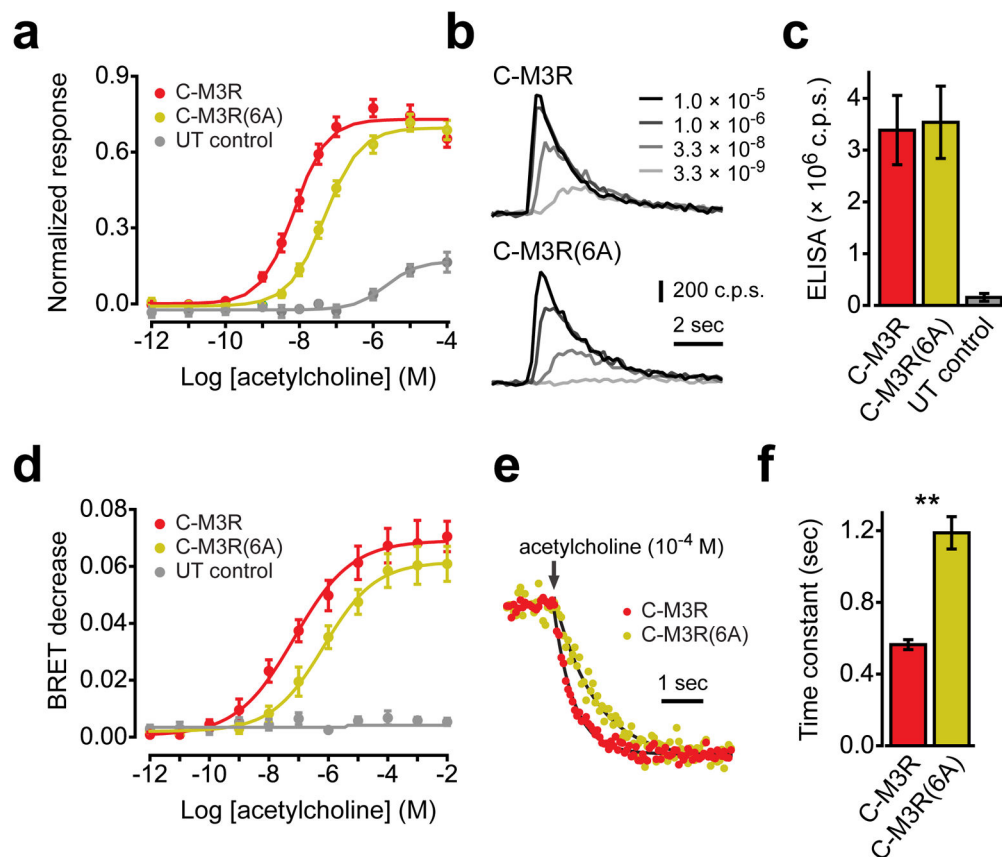 a
Normalized response
0.9
0.6
0.3
0.0
C-M3R
C-M3R(6A)
UT control
-12 -10 -8 -6 -4
Log [acetylcholine] (M)
b
C-M3R
1.0 × 10⁻⁵
1.0 × 10⁻⁶
3.3 × 10⁻⁸
3.3 × 10⁻⁹
C-M3R(6A)
200 c.p.s.
2 sec
c
ELISA (× 10⁶ c.p.s.)
4
2
0
C-M3R
C-M3R(6A)
UT control
d
BRET decrease
0.08
0.06
0.04
0.02
0.00
C-M3R
C-M3R(6A)
UT control
-12 -10 -8 -6 -4 -2
Log [acetylcholine] (M)
e
acetylcholine (10⁻⁴ M)
C-M3R
C-M3R(6A)
1 sec
f
Time constant (sec)
**
1.2
0.6
0.0
C-M3R
C-M3R(6A)